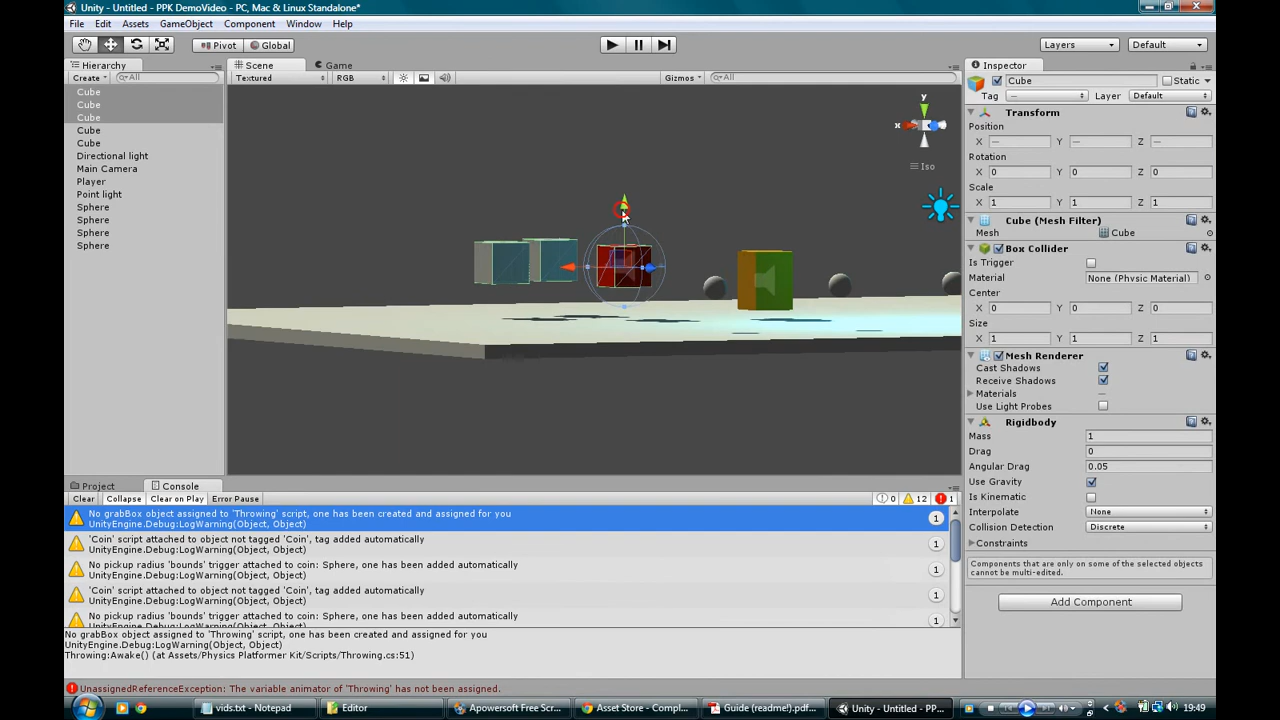 Unity - Untitled - PPK DemoVideo - PC, Mac & Linux Standalone*
File Edit Assets GameObject Component Window Help
Pivot Global Layers Default
Hierarchy
Create All
Cube
Cube
Cube
Cube
Cube
Directional light
Main Camera
Player
Point light
Sphere
Sphere
Sphere
Sphere
Scene Game
Textured RGB Gizmos All
y
x
Iso
Inspector
Cube Static
Tag — Layer Default
Transform
Position
X — Y — Z —
Rotation
X 0 Y 0 Z 0
Scale
X 1 Y 1 Z 1
Cube (Mesh Filter)
Mesh Cube
Box Collider
Is Trigger
Material None (Physic Material)
Center
X 0 Y 0 Z 0
Size
X 1 Y 1 Z 1
Mesh Renderer
Cast Shadows
Receive Shadows
Materials —
Use Light Probes
Rigidbody
Mass 1
Drag 0
Angular Drag 0.05
Use Gravity
Is Kinematic
Interpolate None
Collision Detection Discrete
Constraints
Components that are only on some of the selected objects
cannot be multi-edited.
Add Component
Project Console
Clear Collapse Clear on Play Error Pause 0 12 1
No grabBox object assigned to 'Throwing' script, one has been created and assigned for you 1
UnityEngine.Debug:LogWarning(Object, Object)
'Coin' script attached to object not tagged 'Coin', tag added automatically 1
UnityEngine.Debug:LogWarning(Object, Object)
No pickup radius 'bounds' trigger attached to coin: Sphere, one has been added automatically 1
UnityEngine.Debug:LogWarning(Object, Object)
'Coin' script attached to object not tagged 'Coin', tag added automatically 1
UnityEngine.Debug:LogWarning(Object, Object)
No pickup radius 'bounds' trigger attached to coin: Sphere, one has been added automatically 1
UnityEngine.Debug:LogWarning(Object, Object)
No grabBox object assigned to 'Throwing' script, one has been created and assigned for you
UnityEngine.Debug:LogWarning(Object, Object)
Throwing:Awake() (at Assets/Physics Platformer Kit/Scripts/Throwing.cs:51)
UnassignedReferenceException: The variable animator of 'Throwing' has not been assigned.
vids.txt - Notepad Editor Apowersoft Free Scr... Asset Store - Compl... Guide (readme!).pdf... Unity - Untitled - PP... 19:49